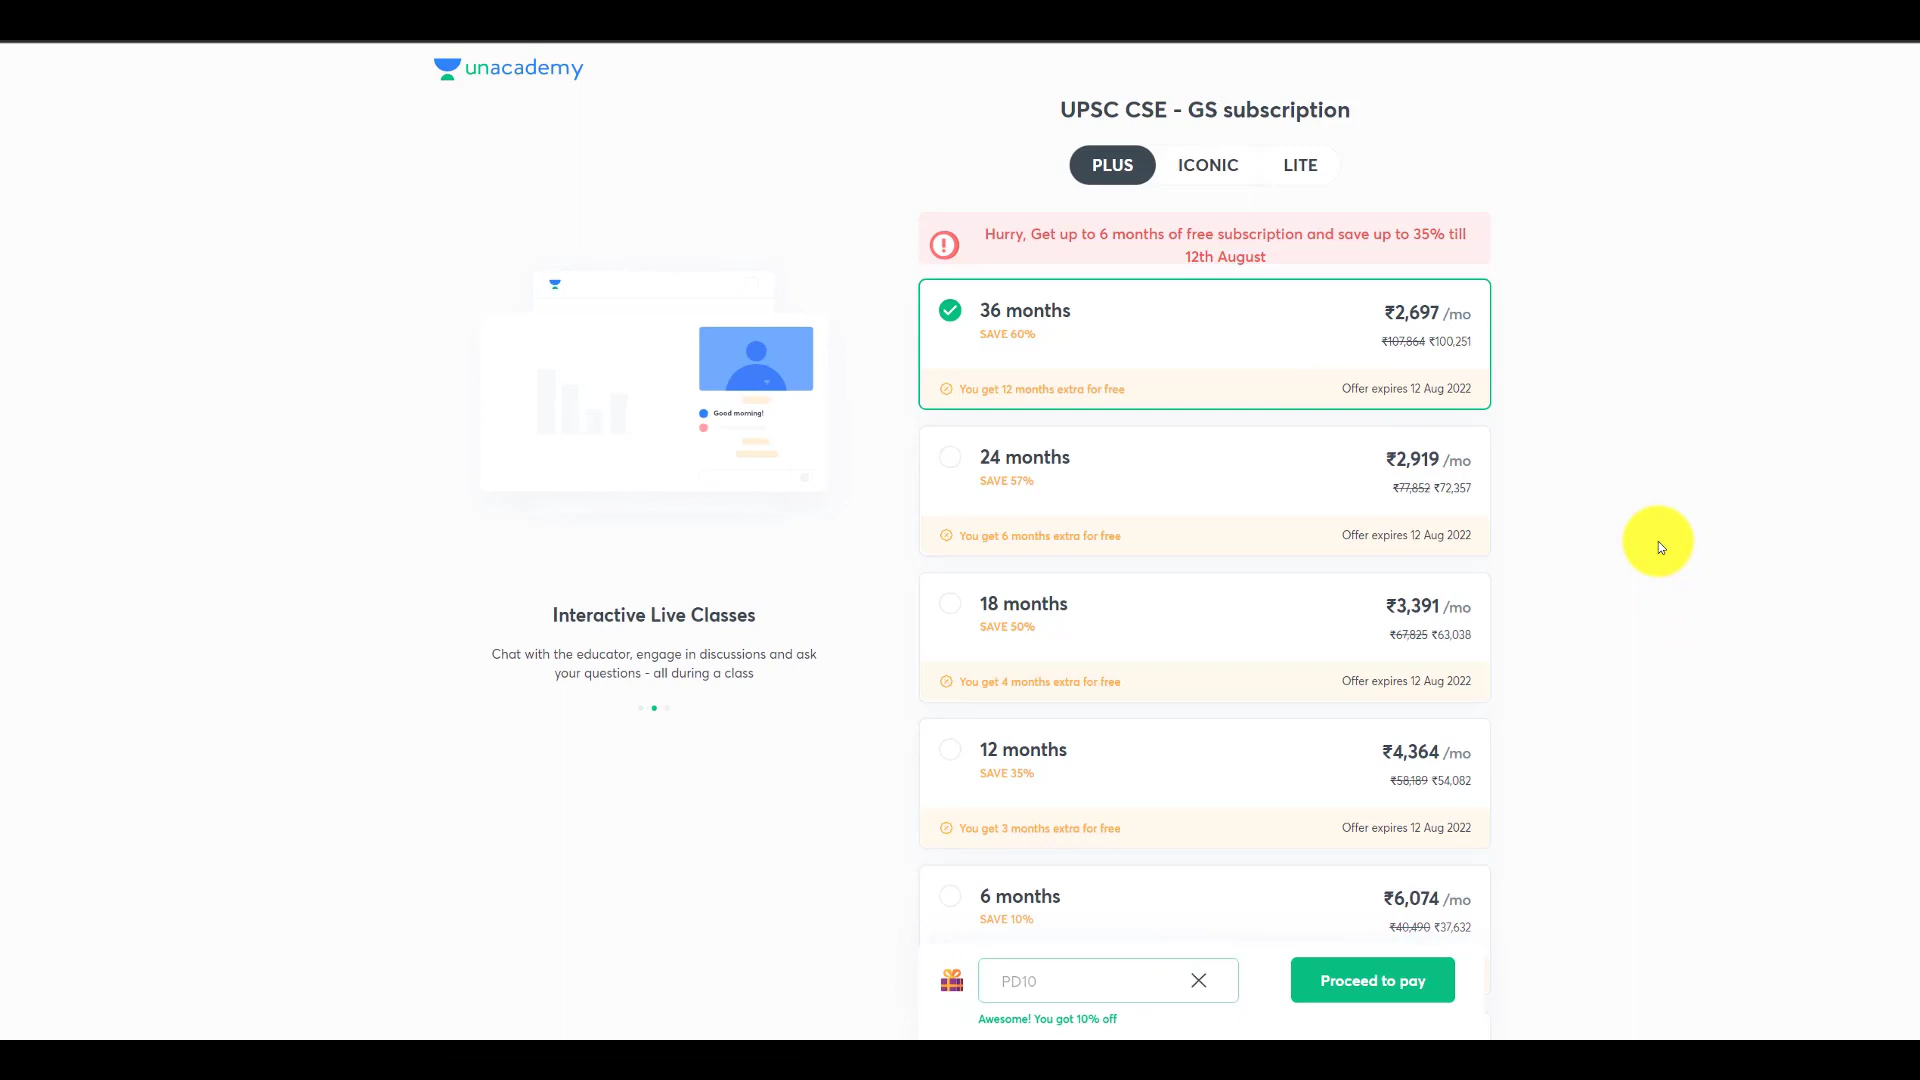 unacademy
UPSC CSE - GS subscription
PLUS ICONIC LITE
Hurry, Get up to 6 months of free subscription and save up to 35% till
12th August
36 months ₹2,697 /mo
SAVE 60% ₹107,864 ₹100,251
You get 12 months extra for free Offer expires 12 Aug 2022
24 months ₹2,919 /mo
SAVE 57% ₹77,852 ₹72,357
You get 6 months extra for free Offer expires 12 Aug 2022
18 months ₹3,391 /mo
SAVE 50% ₹67,825 ₹63,038
You get 4 months extra for free Offer expires 12 Aug 2022
12 months ₹4,364 /mo
SAVE 35% ₹58,189 ₹54,082
You get 3 months extra for free Offer expires 12 Aug 2022
6 months ₹6,074 /mo
SAVE 10% ₹40,490 ₹37,632
PD10
Proceed to pay
Awesome! You got 10% off
Good morning!
Interactive Live Classes
Chat with the educator, engage in discussions and ask
your questions - all during a class